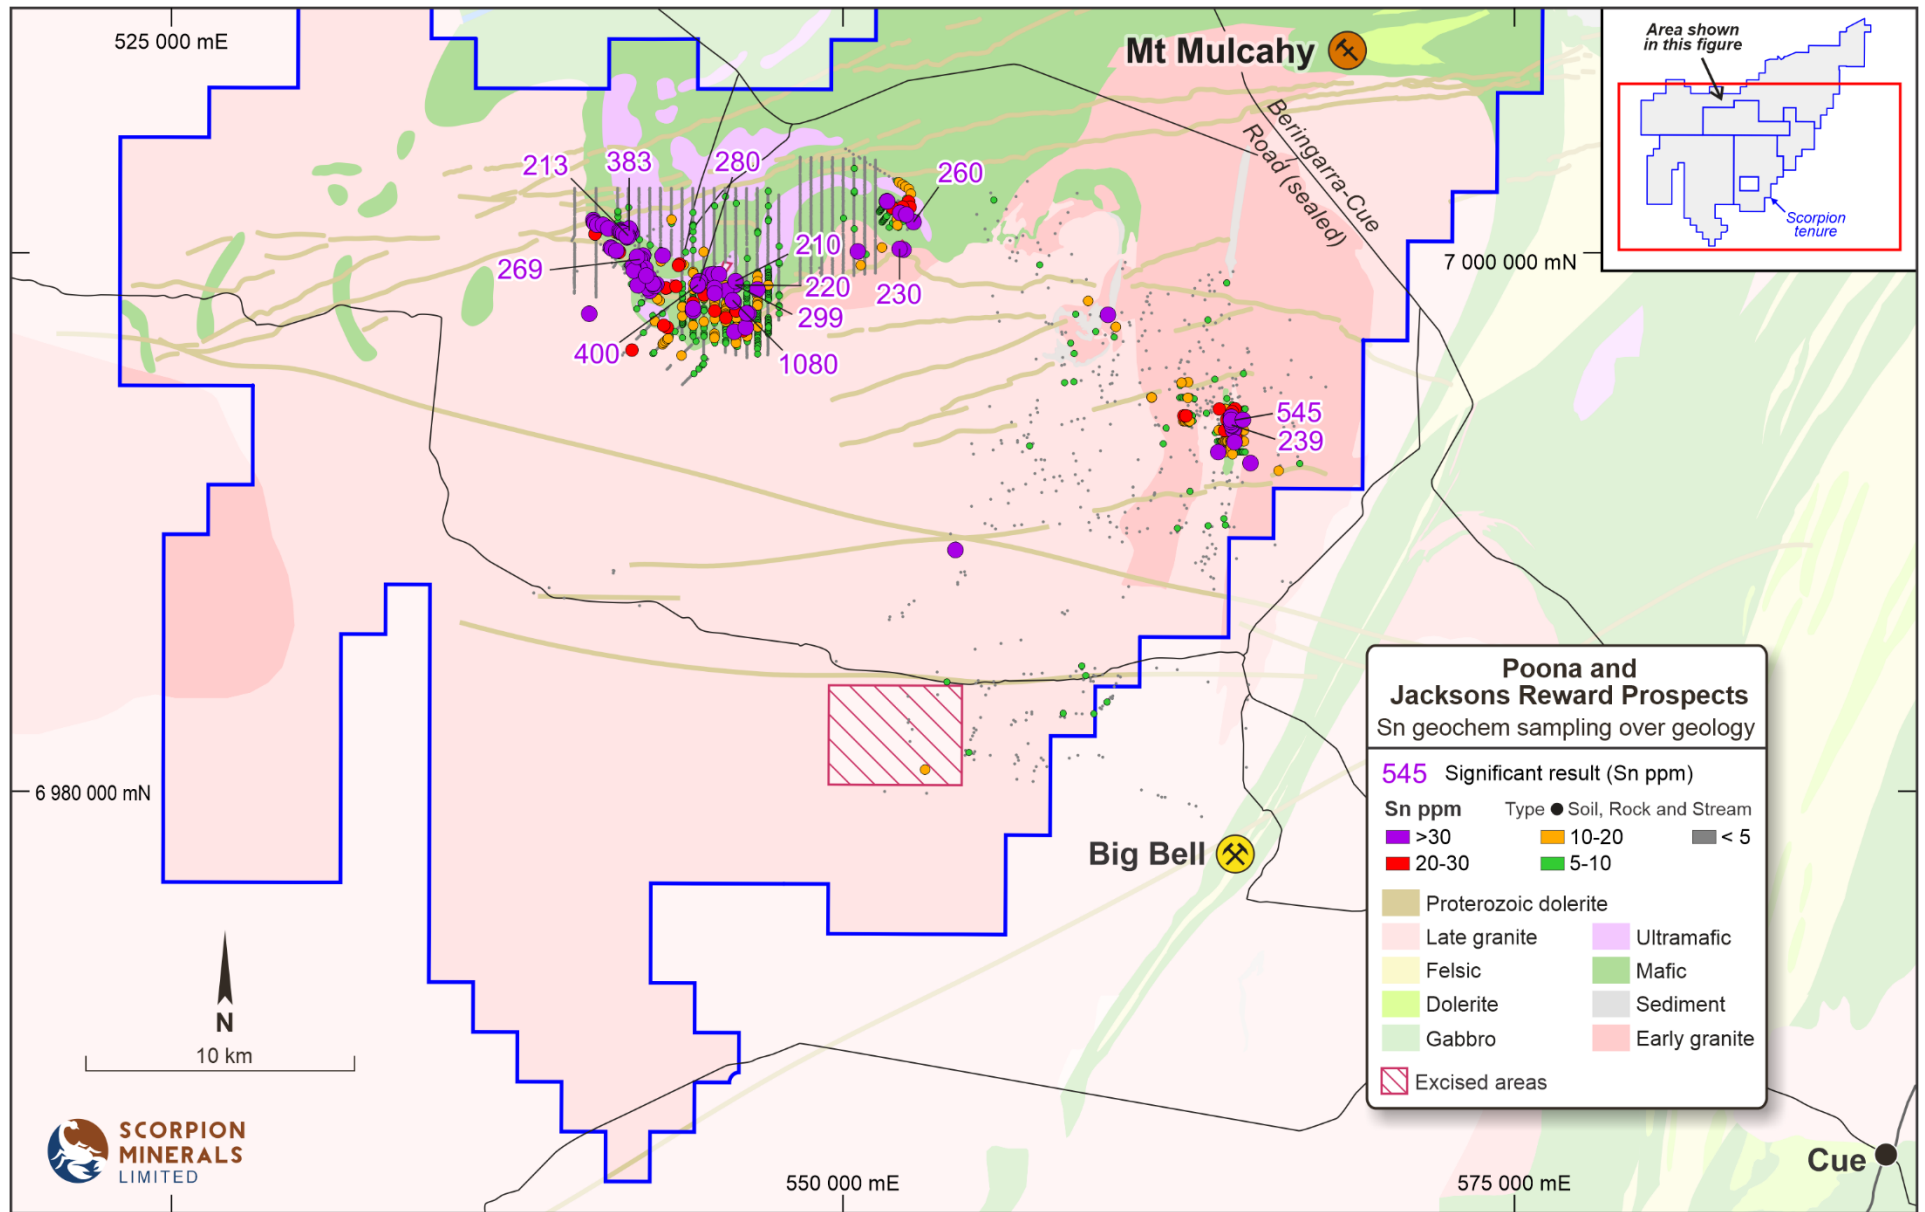 525 000 mE
Mt Mulcahy
Area shown
in this figure
Scorpion
tenure
Beringarra-Cue
Road (sealed)
7 000 000 mN
213
383
280
260
269
210
220
230
299
400
1080
545
239
6 980 000 mN
Big Bell
Poona and
Jacksons Reward Prospects
Sn geochem sampling over geology
545 Significant result (Sn ppm)
Sn ppm Type ● Soil, Rock and Stream
>30 10-20 < 5
20-30 5-10
Proterozoic dolerite
Late granite Ultramafic
Felsic Mafic
Dolerite Sediment
Gabbro Early granite
Excised areas
N
10 km
SCORPION
MINERALS
LIMITED
550 000 mE
575 000 mE
Cue